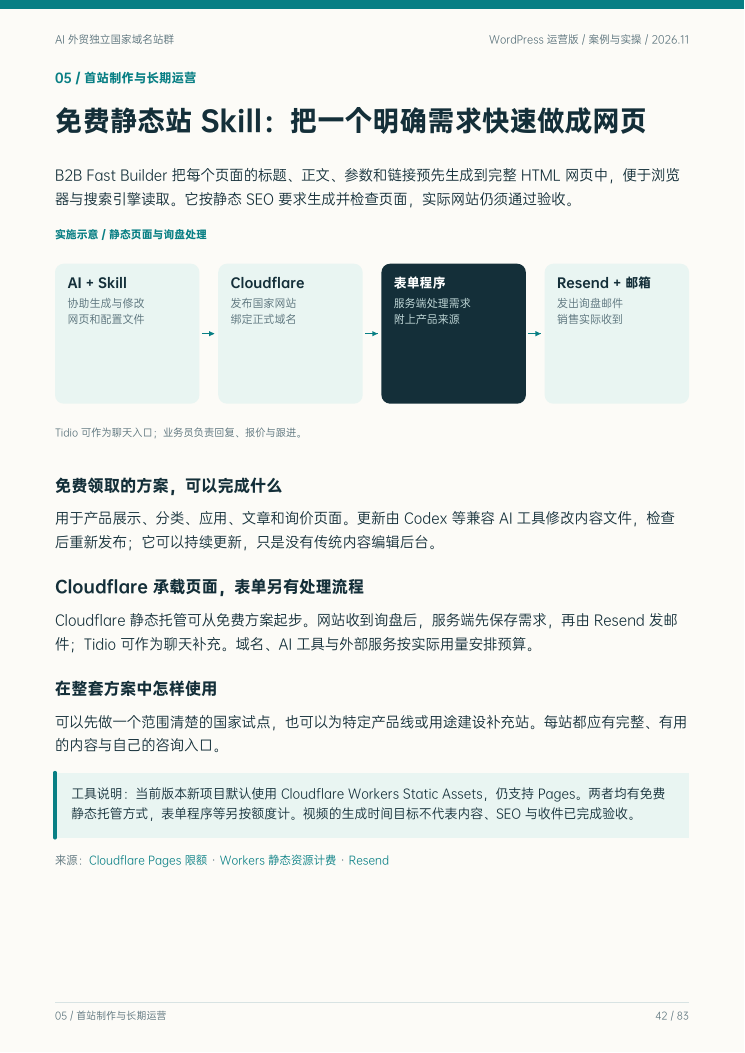 AI 外贸独立国家域名站群
WordPress 运营版 / 案例与实操 / 2026.11
05 / 首站制作与长期运营
免费静态站 Skill：把一个明确需求快速做成网页
B2B Fast Builder 把每个页面的标题、正文、参数和链接预先生成到完整 HTML 网页中，便于浏览
器与搜索引擎读取。它按静态 SEO 要求生成并检查页面，实际网站仍须通过验收。
实施示意 / 静态页面与询盘处理
AI + Skill
协助生成与修改
网页和配置文件
Cloudflare
发布国家网站
绑定正式域名
表单程序
服务端处理需求
附上产品来源
Resend + 邮箱
发出询盘邮件
销售实际收到
Tidio 可作为聊天入口；业务员负责回复、报价与跟进。
免费领取的方案，可以完成什么
用于产品展示、分类、应用、文章和询价页面。更新由 Codex 等兼容 AI 工具修改内容文件，检查
后重新发布；它可以持续更新，只是没有传统内容编辑后台。
Cloudflare 承载页面，表单另有处理流程
Cloudflare 静态托管可从免费方案起步。网站收到询盘后，服务端先保存需求，再由 Resend 发邮
件；Tidio 可作为聊天补充。域名、AI 工具与外部服务按实际用量安排预算。
在整套方案中怎样使用
可以先做一个范围清楚的国家试点，也可以为特定产品线或用途建设补充站。每站都应有完整、有用
的内容与自己的咨询入口。
工具说明：当前版本新项目默认使用 Cloudflare Workers Static Assets，仍支持 Pages。两者均有免费
静态托管方式，表单程序等另按额度计。视频的生成时间目标不代表内容、SEO 与收件已完成验收。
来源：Cloudflare Pages 限额 · Workers 静态资源计费 · Resend
05 / 首站制作与长期运营
42 / 83